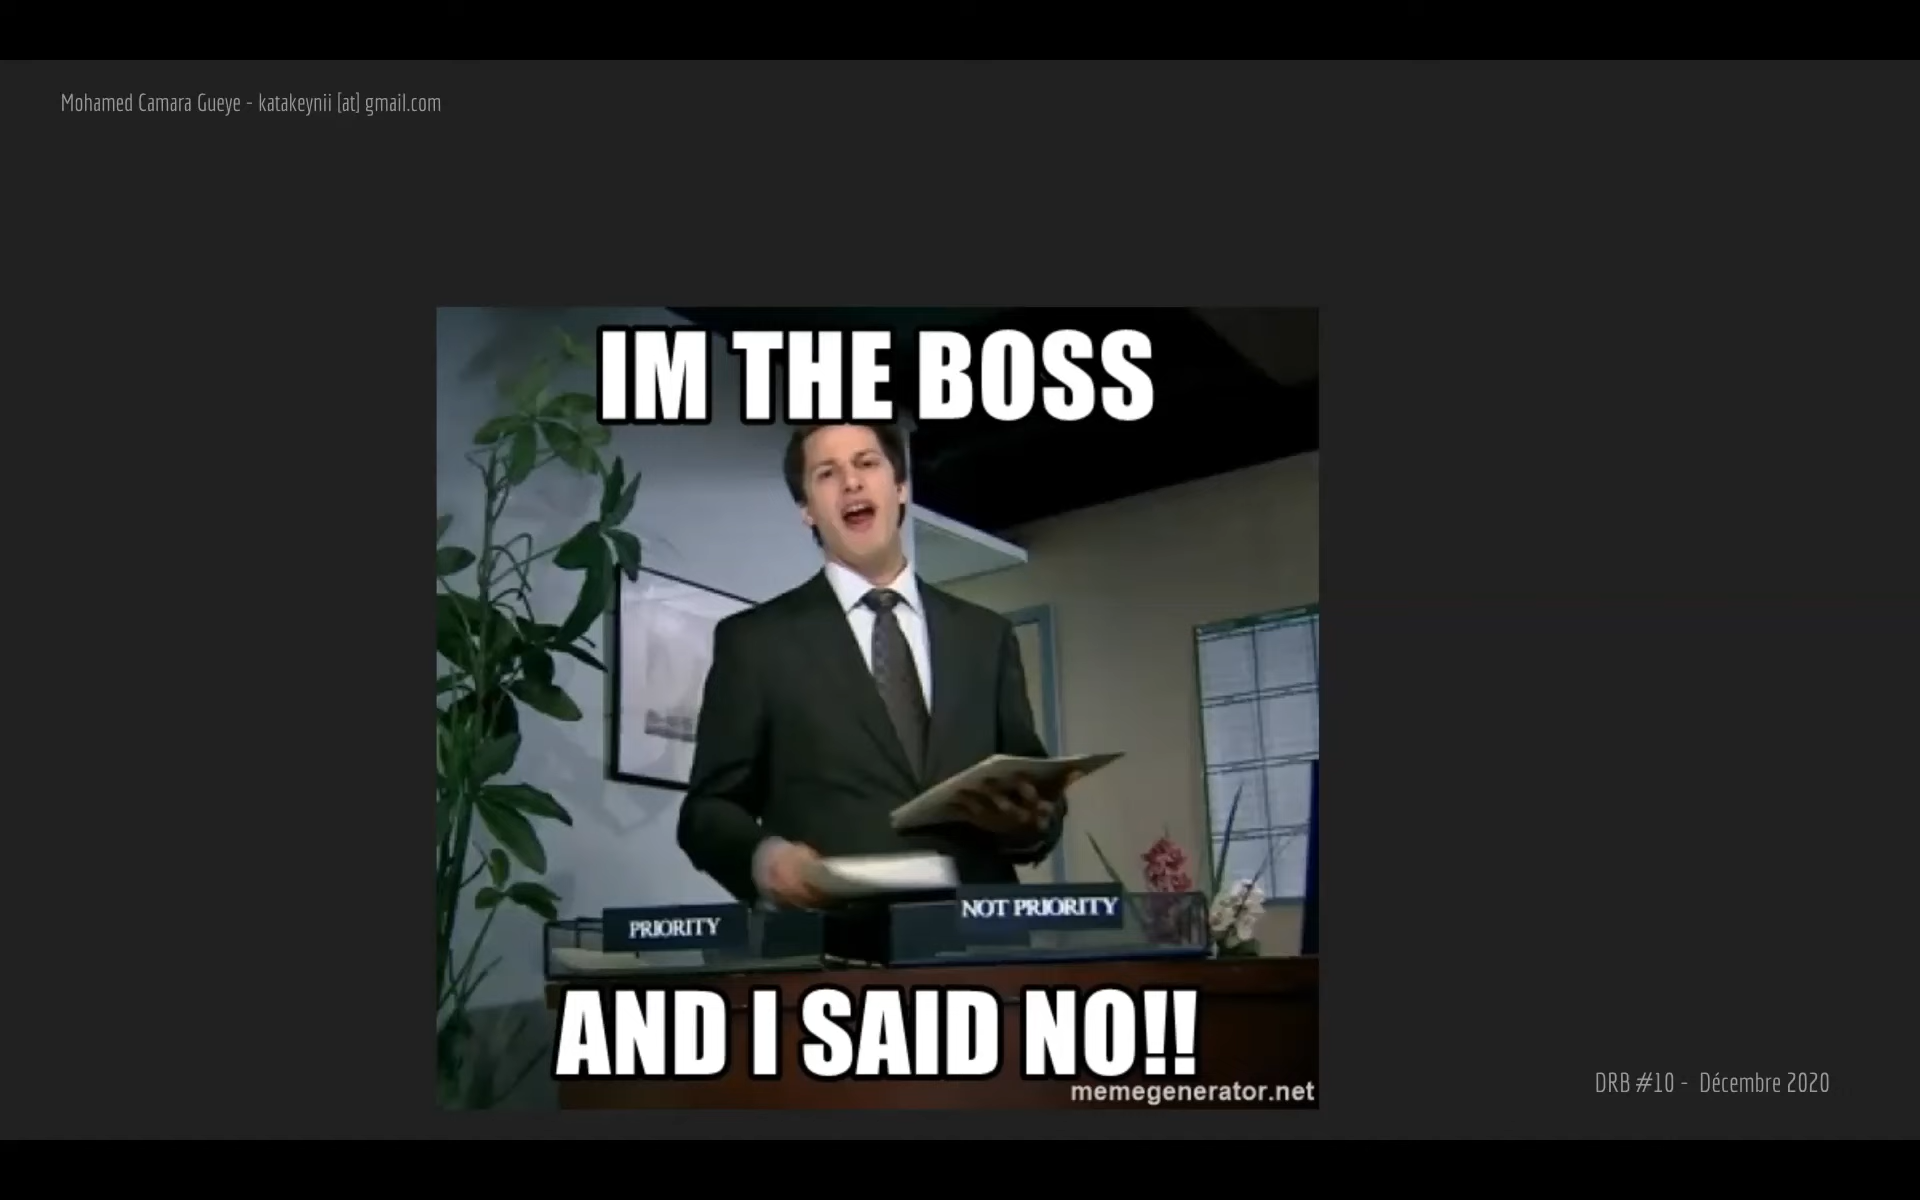 Mohamed Camara Gueye - katakeynii [at] gmail.com
IM THE BOSS
PRIORITY
NOT PRIORITY
AND I SAID NO!!
memegenerator.net
DRB #10 - Décembre 2020